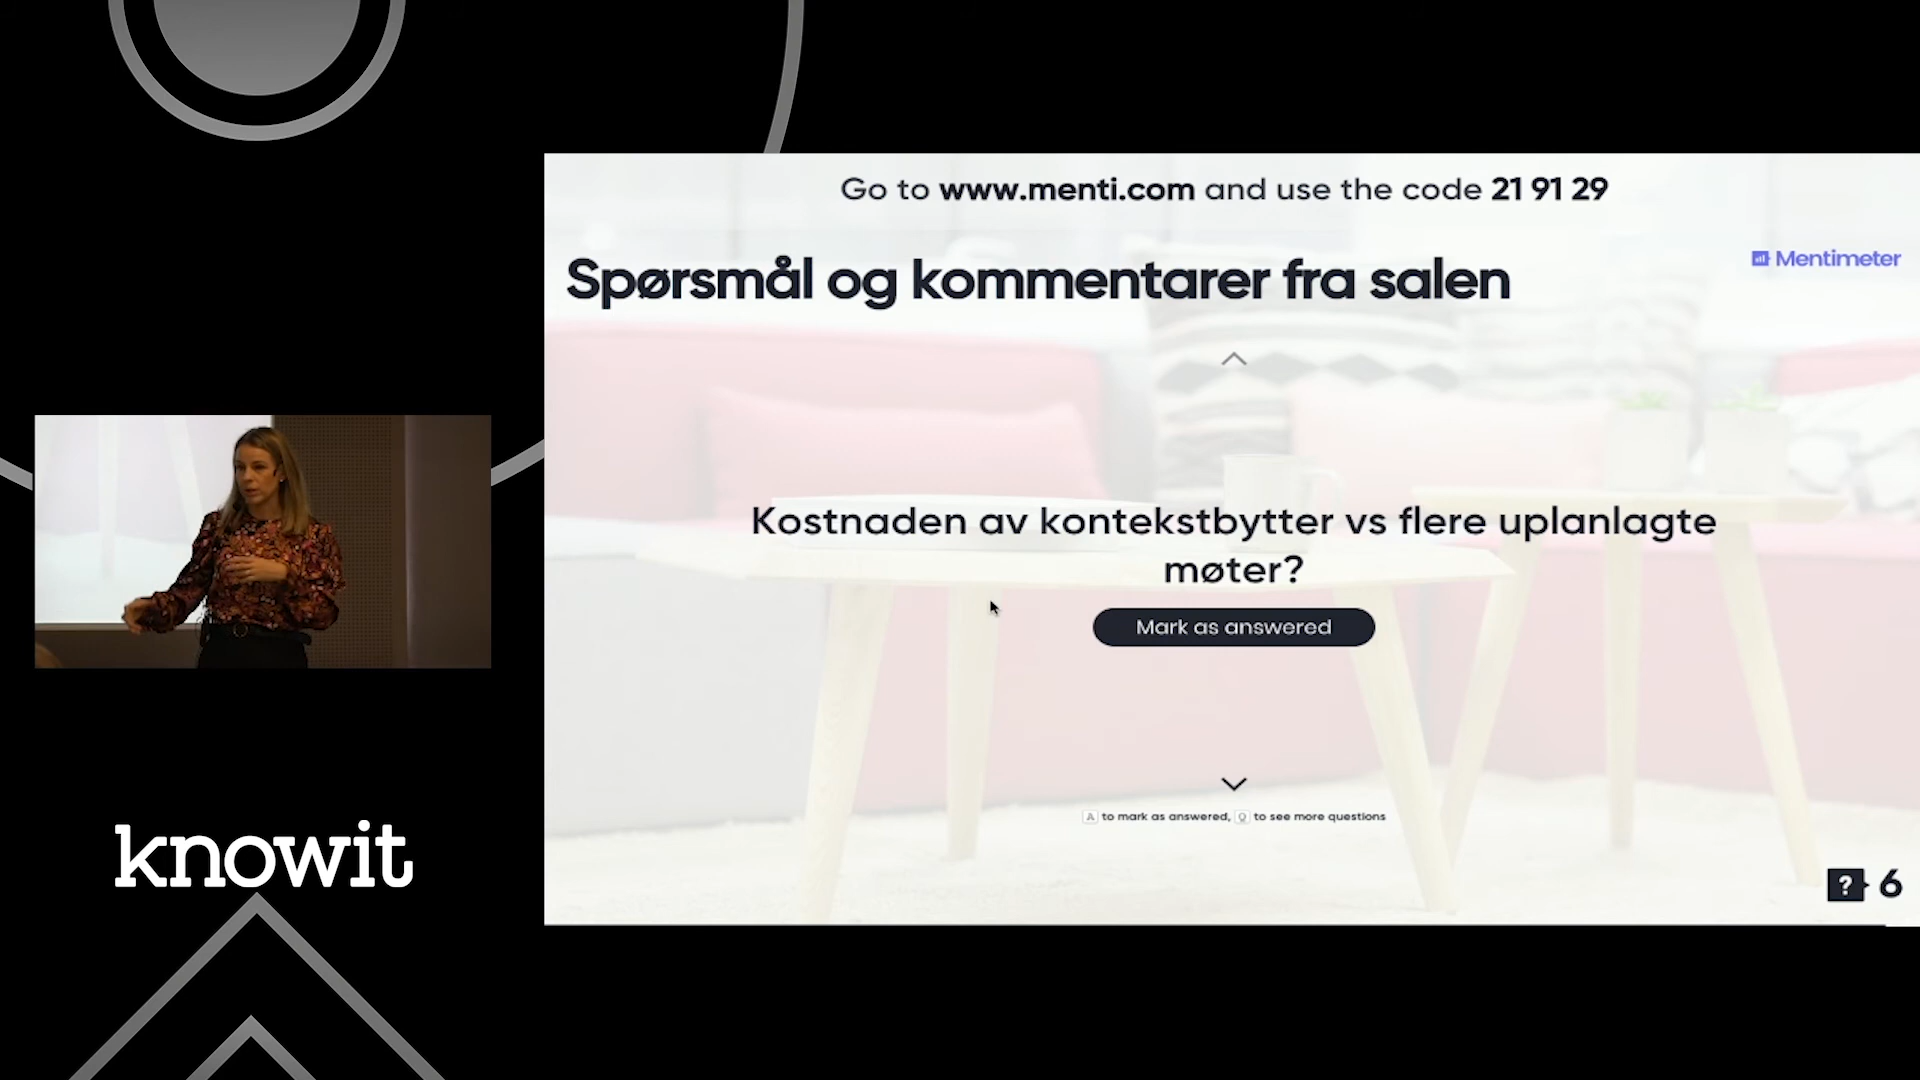 Go to www.menti.com and use the code 21 91 29
Mentimeter
Spørsmål og kommentarer fra salen
Kostnaden av kontekstbytter vs flere uplanlagte
møter?
Mark as answered
A to mark as answered, Q to see more questions
? 6
knowit